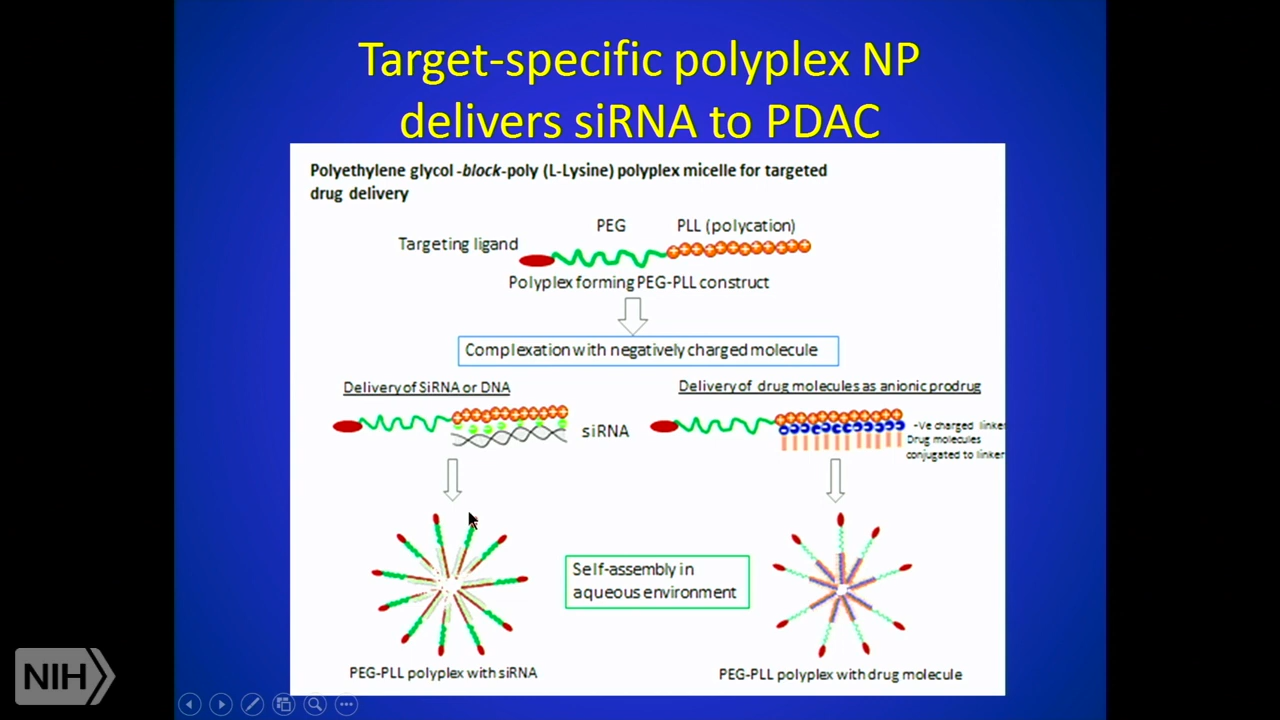 Target-specific polyplex NP
delivers siRNA to PDAC
Polyethylene glycol -block-poly (L-Lysine) polyplex micelle for targeted
drug delivery
PEG
PLL (polycation)
Targeting ligand
Polyplex forming PEG-PLL construct
Complexation with negatively charged molecule
Delivery of SiRNA or DNA
Delivery of drug molecules as anionic prodrug
siRNA
-Ve charged linker
Drug molecules
conjugated to linker
Self-assembly in
aqueous environment
PEG-PLL polyplex with siRNA
PEG-PLL polyplex with drug molecule
NIH